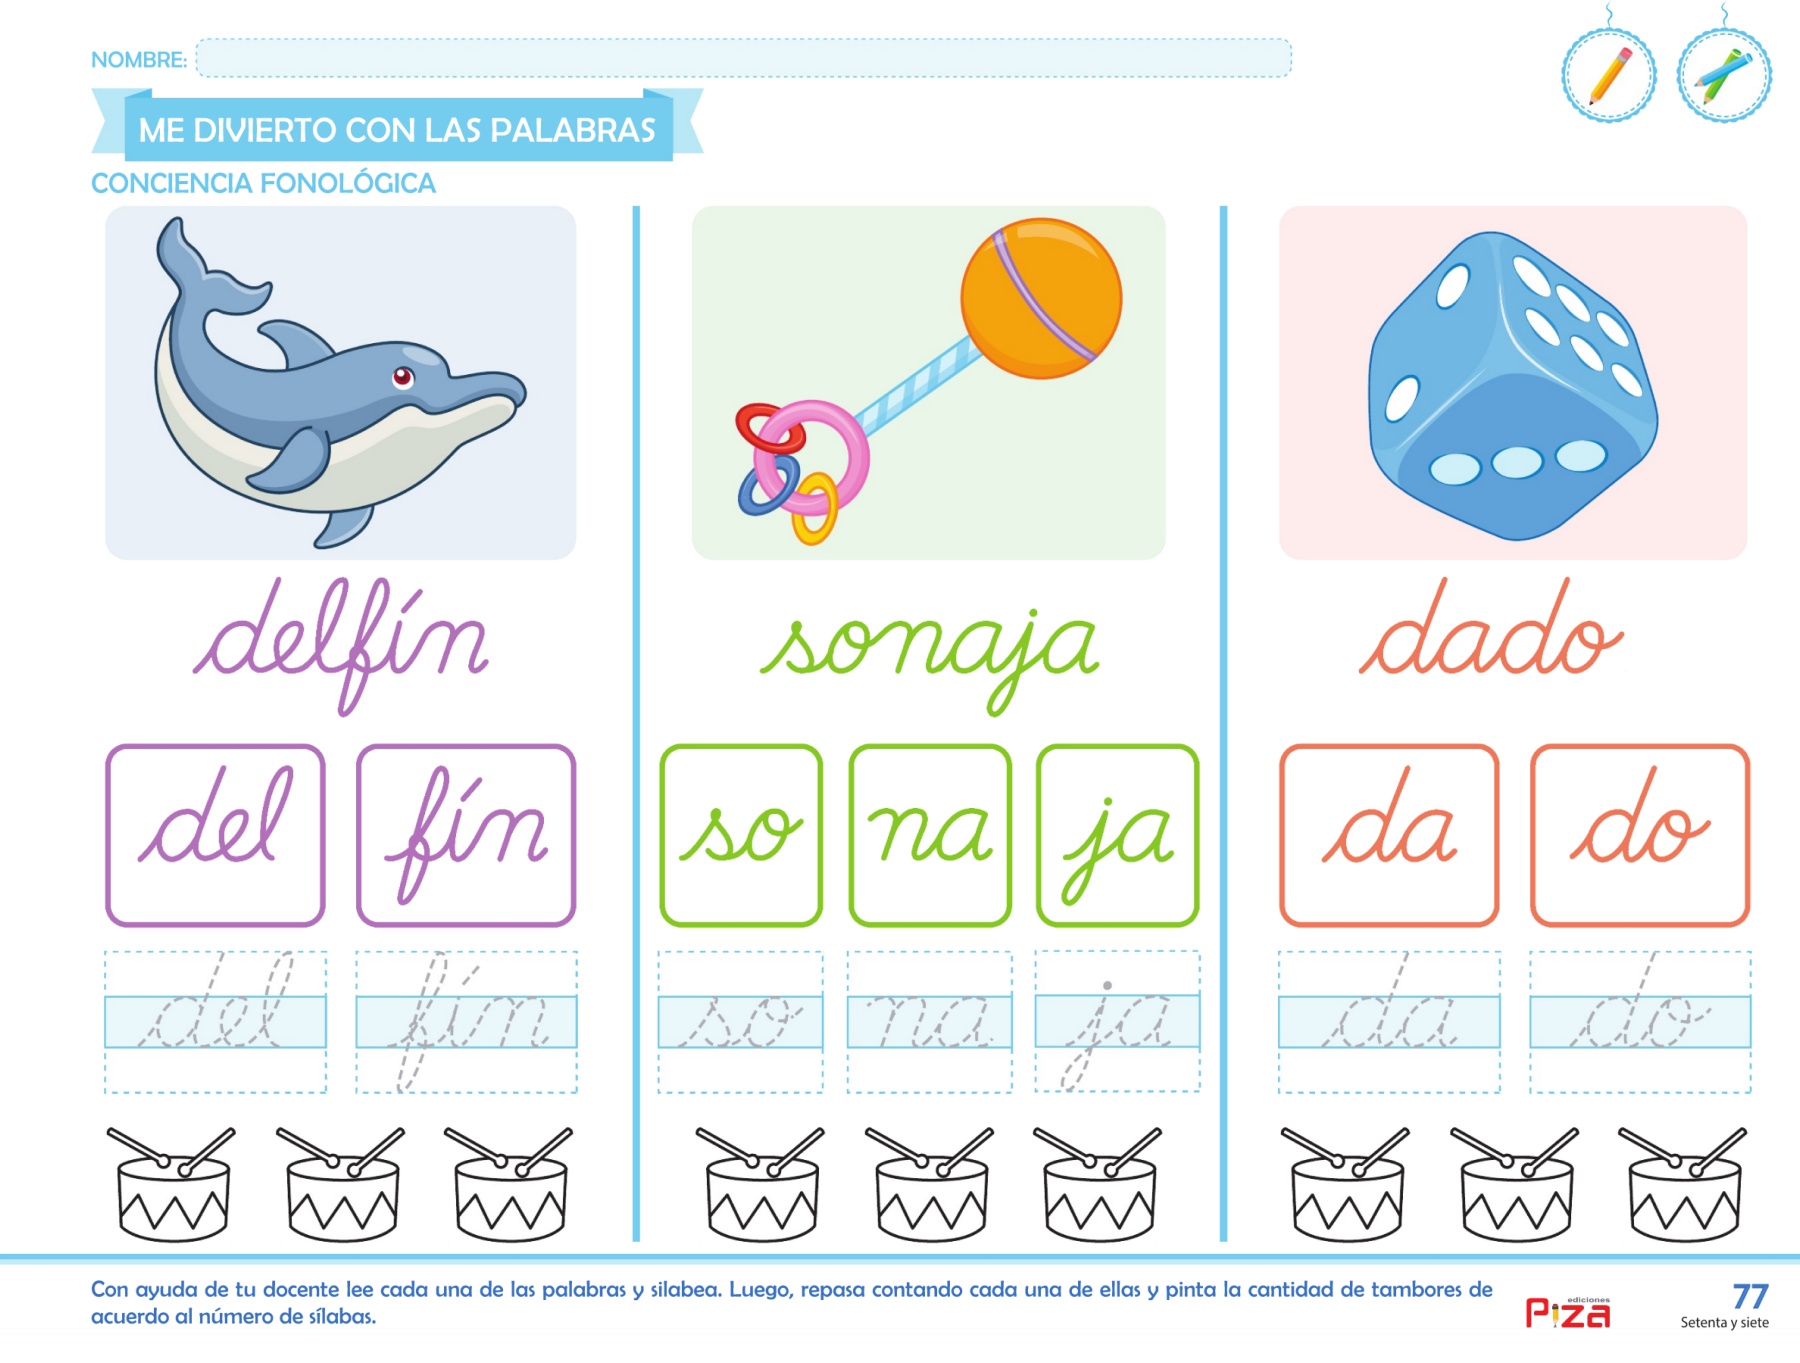 NOMBRE:
ME DIVIERTO CON LAS PALABRAS
CONCIENCIA FONOLÓGICA
delfín
sonaja
dado
del fín
so na ja
da do
del fín
so na ja
da do
Con ayuda de tu docente lee cada una de las palabras y silabea. Luego, repasa contando cada una de ellas y pinta la cantidad de tambores de
acuerdo al número de sílabas.
ediciones
Piza
77
Setenta y siete